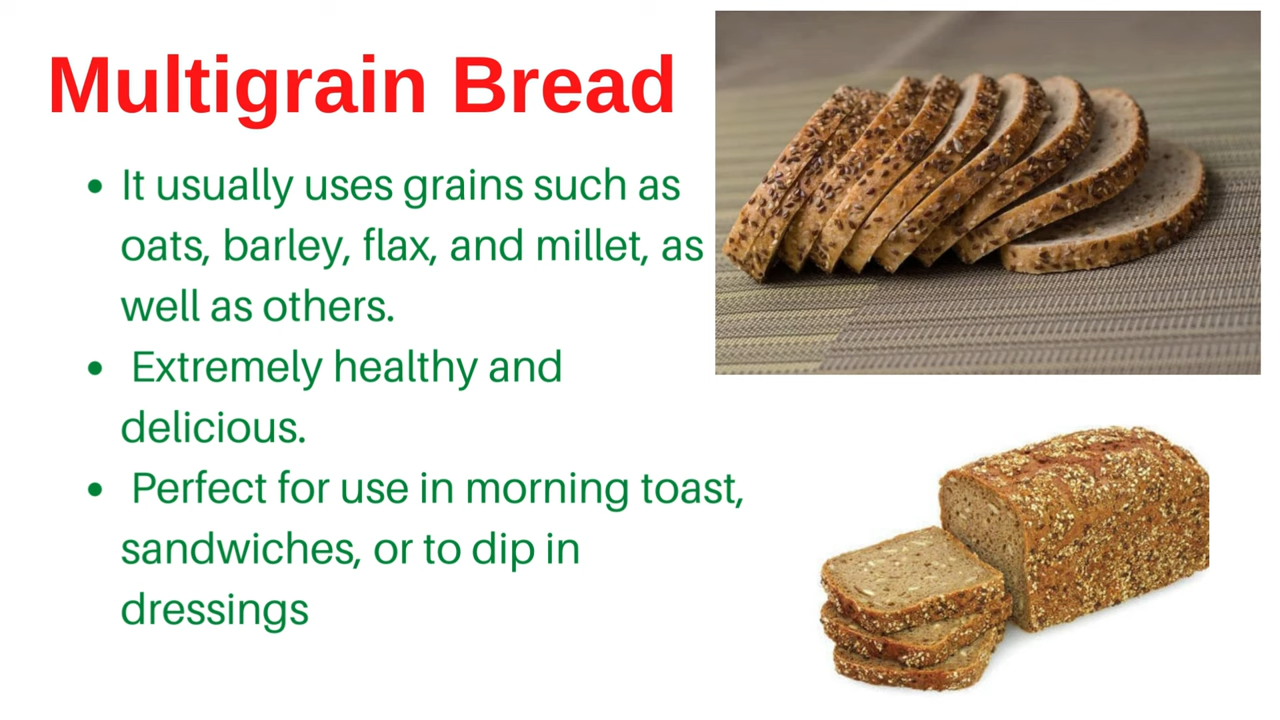 Multigrain Bread
• It usually uses grains such as
oats, barley, flax, and millet, as
well as others.
• Extremely healthy and
delicious.
• Perfect for use in morning toast,
sandwiches, or to dip in
dressings